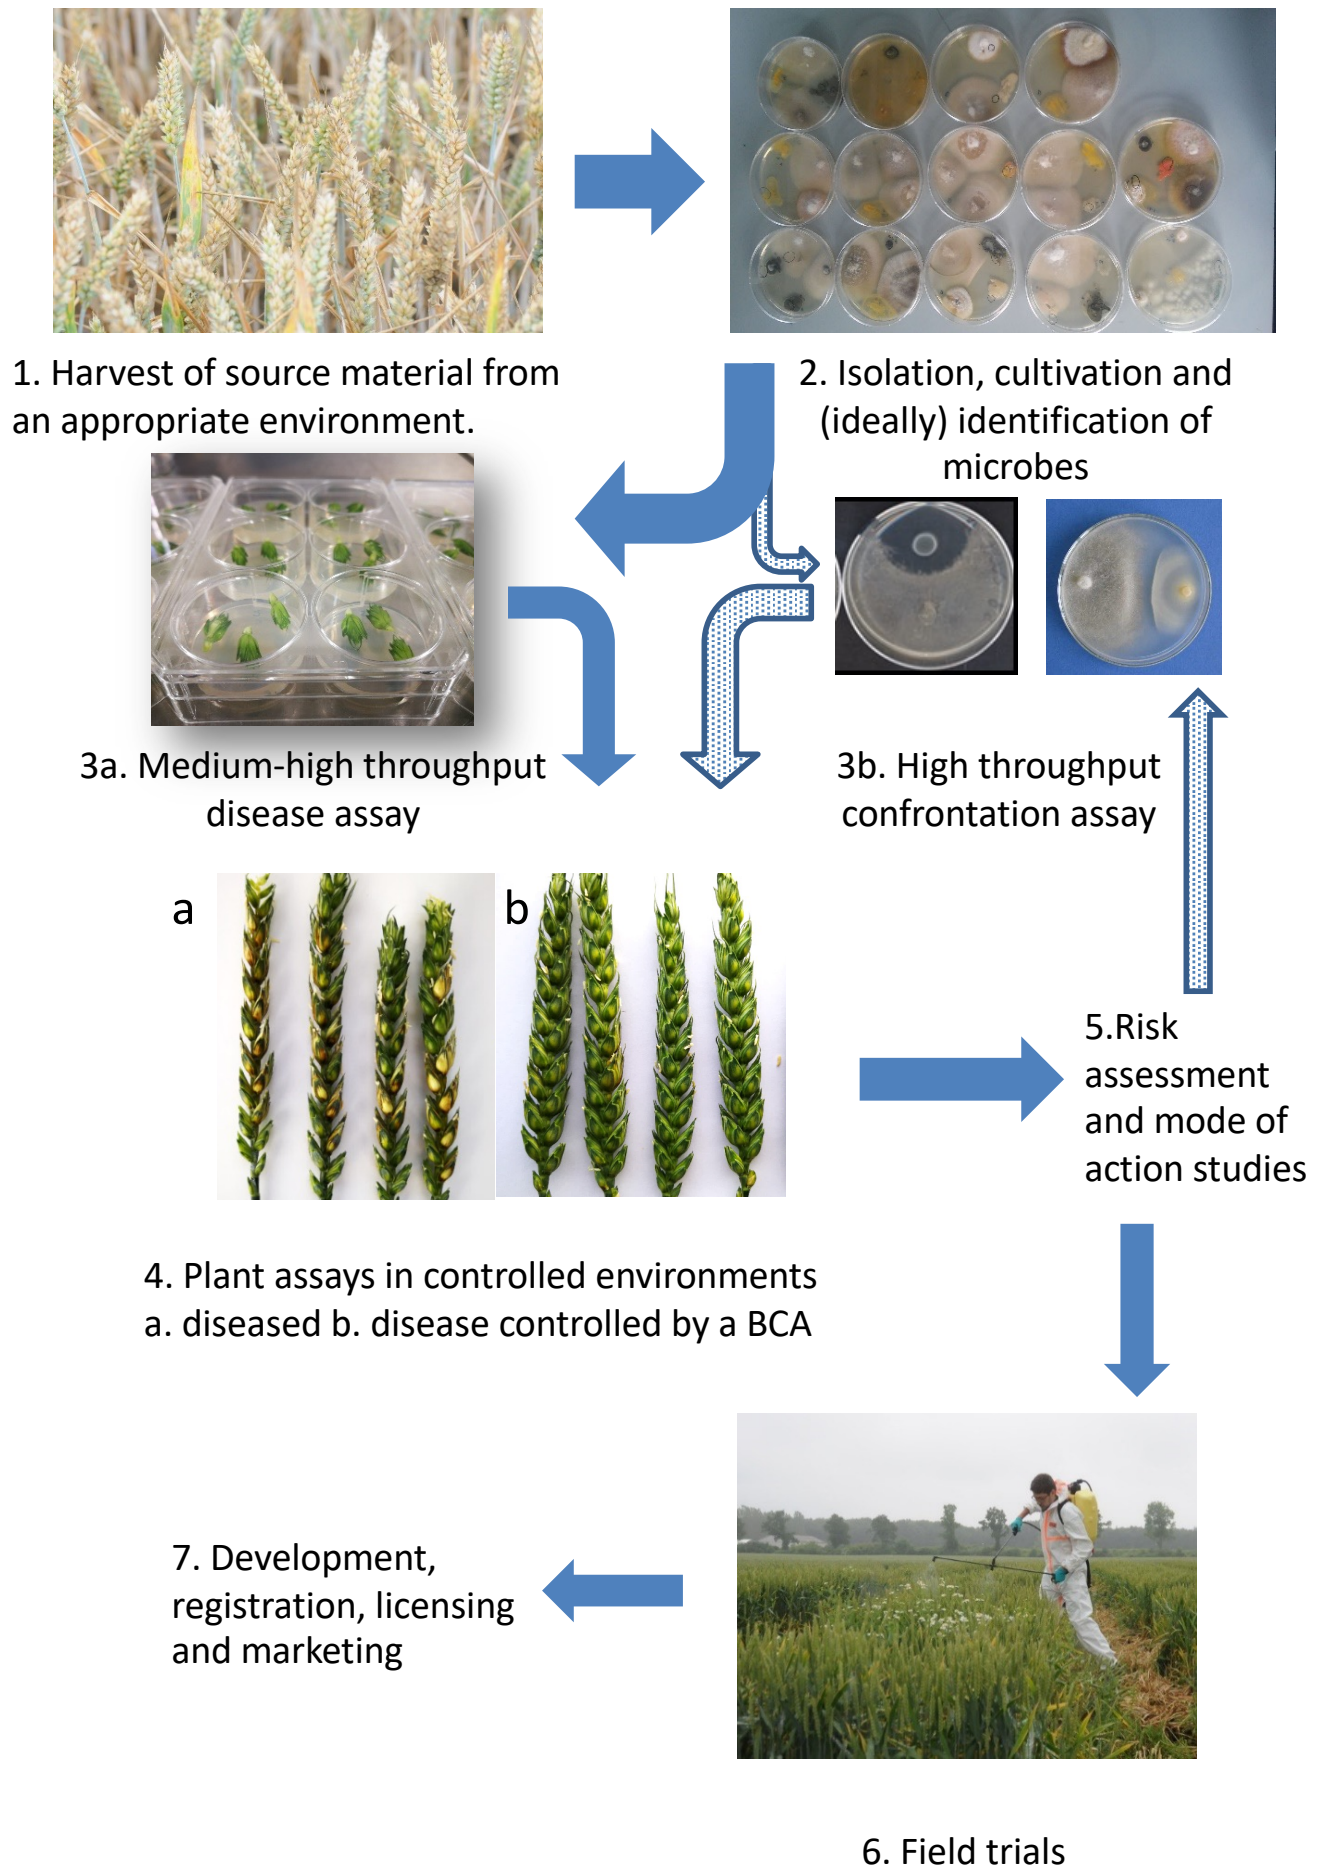 1. Harvest of source material from
an appropriate environment.
2. Isolation, cultivation and
(ideally) identification of
microbes
3a. Medium-high throughput
disease assay
3b. High throughput
confrontation assay
a
b
4. Plant assays in controlled environments
a. diseased b. disease controlled by a BCA
5.Risk
assessment
and mode of
action studies
7. Development,
registration, licensing
and marketing
6. Field trials